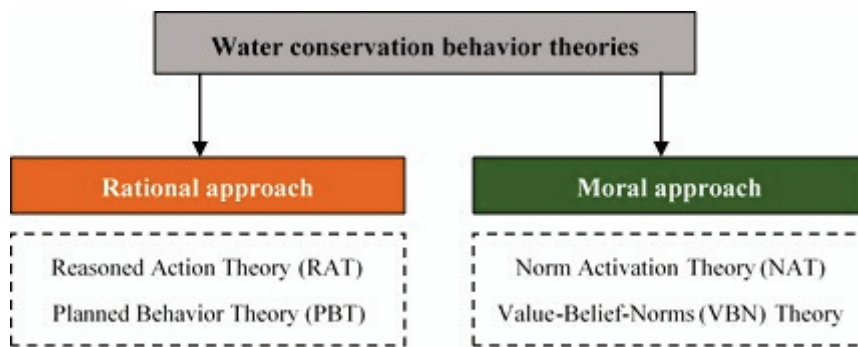 Water conservation behavior theories
Rational approach
Moral approach
Reasoned Action Theory (RAT)
Planned Behavior Theory (PBT)
Norm Activation Theory (NAT)
Value-Belief-Norms (VBN) Theory